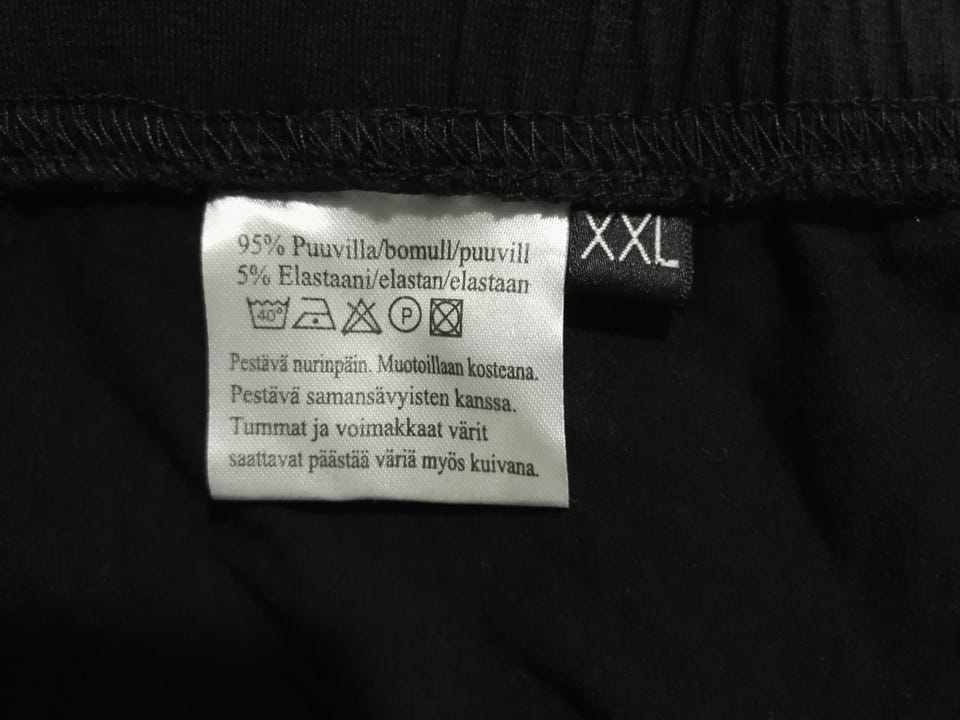 95% Puuvilla/bomull/puuvill
5% Elastaani/elastan/elastaan
40° P
Pestävä nurinpäin. Muotoillaan kosteana.
Pestävä samansävyisten kanssa.
Tummat ja voimakkaat värit
saattavat päästää väriä myös kuivana.
XXL